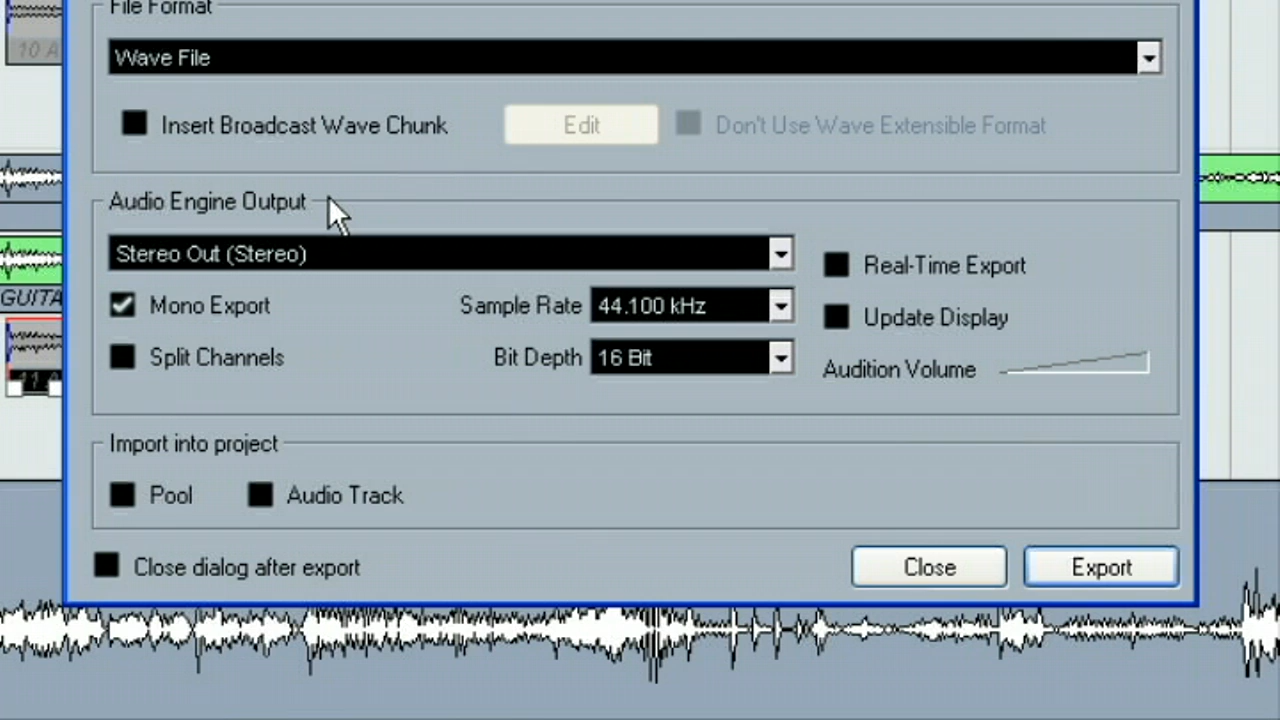 File Format
10 A
Wave File
Insert Broadcast Wave Chunk
Edit
Don't Use Wave Extensible Format
Audio Engine Output
Stereo Out (Stereo)
Real-Time Export
Mono Export
Sample Rate
44.100 kHz
GUITA
Update Display
Split Channels
Bit Depth
16 Bit
Audition Volume
11 A
Import into project
Pool
Audio Track
Close dialog after export
Close
Export